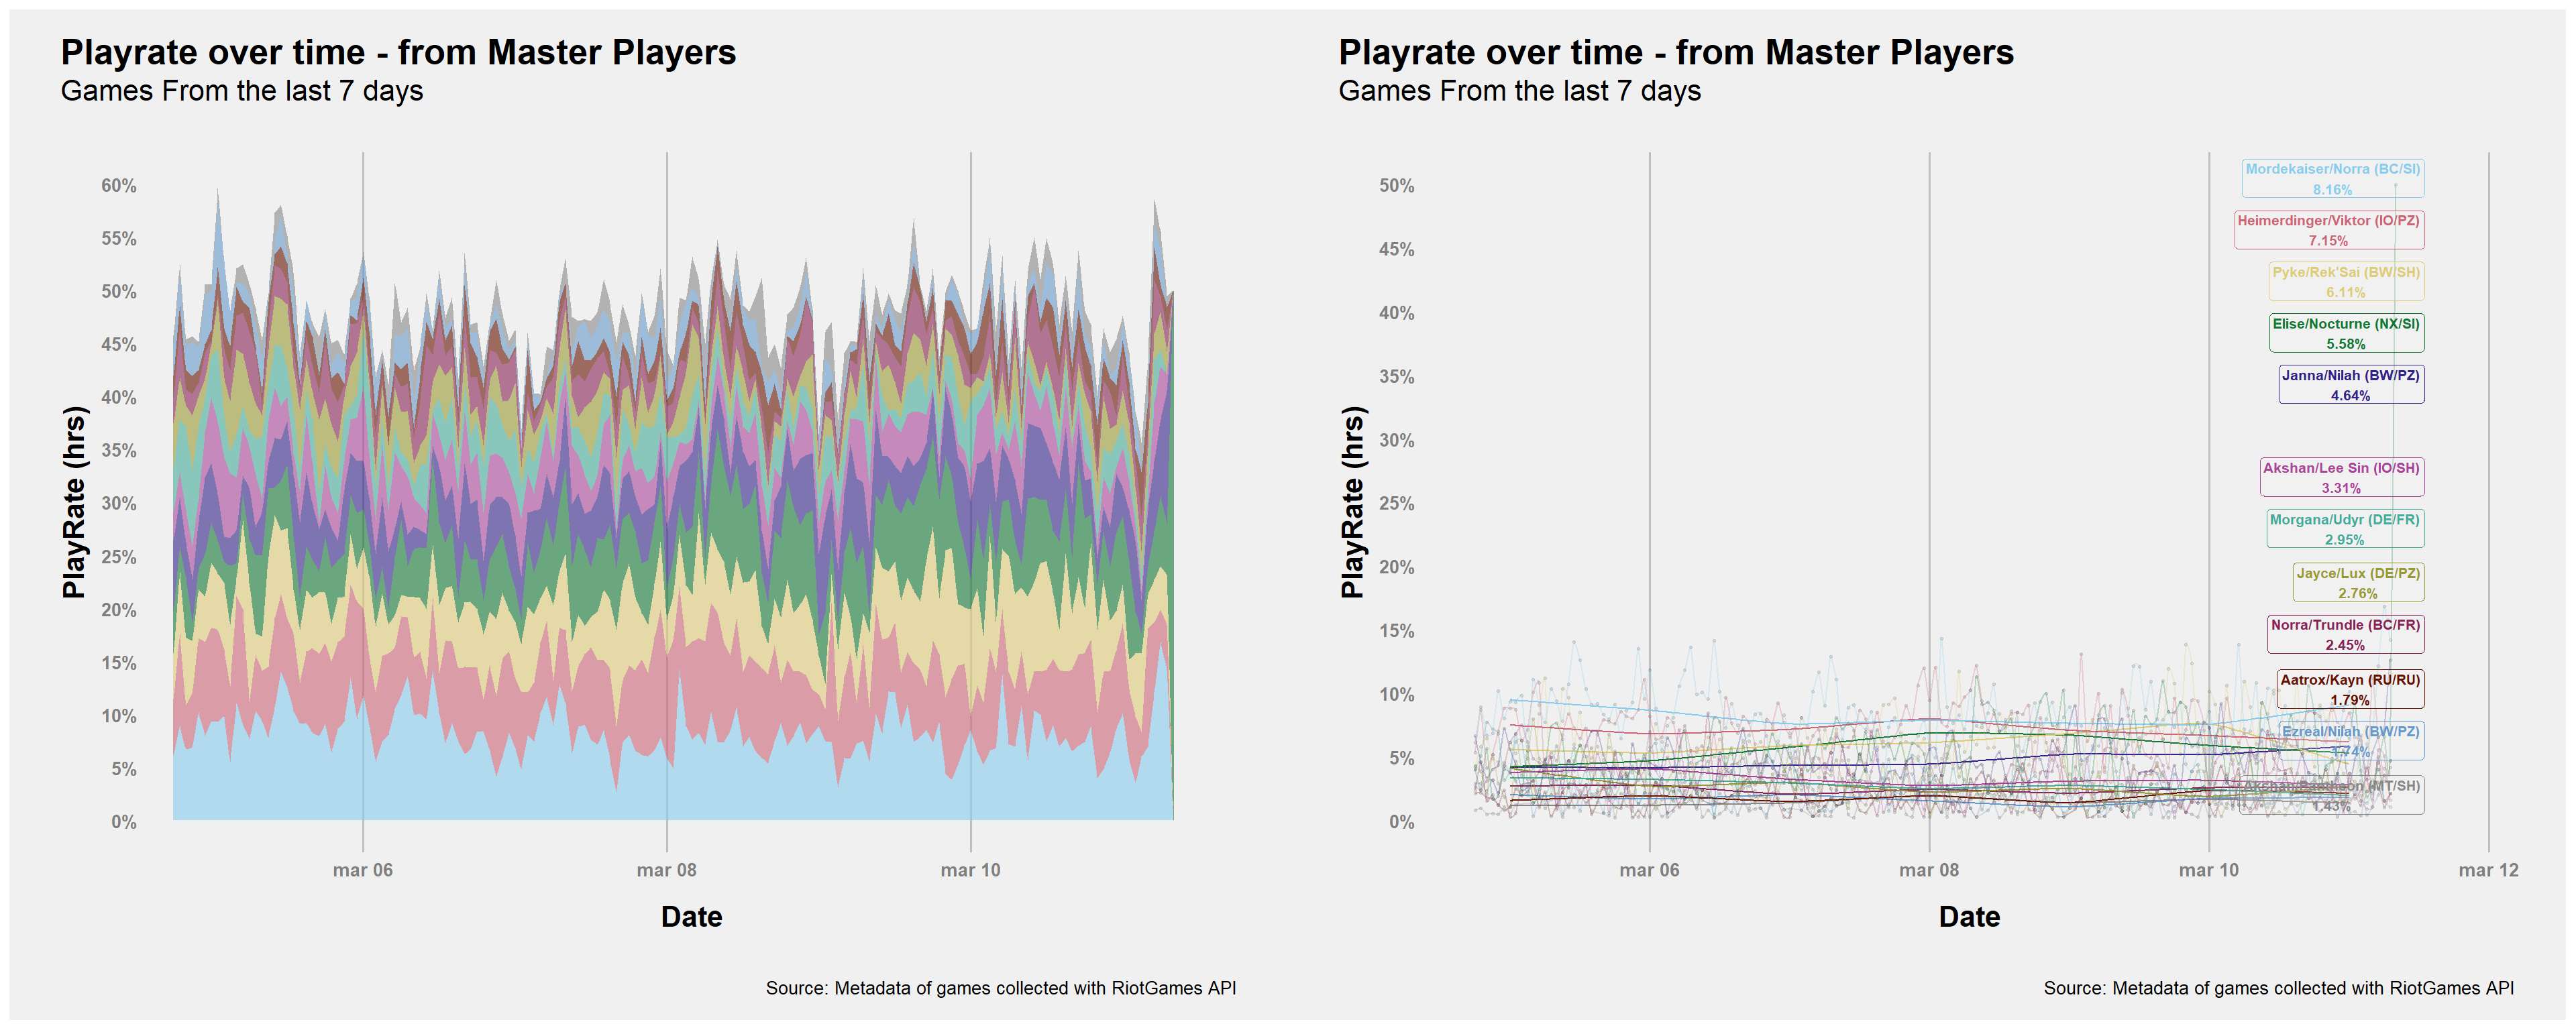 Playrate over time - from Master Players
Games From the last 7 days
60%
55%
50%
45%
40%
35%
30%
25%
20%
15%
10%
5%
0%
PlayRate (hrs)
mar 06
mar 08
mar 10
Date
Source: Metadata of games collected with RiotGames API
Playrate over time - from Master Players
Games From the last 7 days
50%
45%
40%
35%
30%
25%
20%
15%
10%
5%
0%
PlayRate (hrs)
Mordekaiser/Norra (BC/SI)
8.16%
Heimerdinger/Viktor (IO/PZ)
7.15%
Pyke/Rek'Sai (BW/SH)
6.11%
Elise/Nocturne (NX/SI)
5.58%
Janna/Nilah (BW/PZ)
4.64%
Akshan/Lee Sin (IO/SH)
3.31%
Morgana/Udyr (DE/FR)
2.95%
Jayce/Lux (DE/PZ)
2.76%
Norra/Trundle (BC/FR)
2.45%
Aatrox/Kayn (RU/RU)
1.79%
Ezreal/Nilah (BW/PZ)
1.74%
(MT/SH)
1.43%
mar 06
mar 08
mar 10
mar 12
Date
Source: Metadata of games collected with RiotGames API